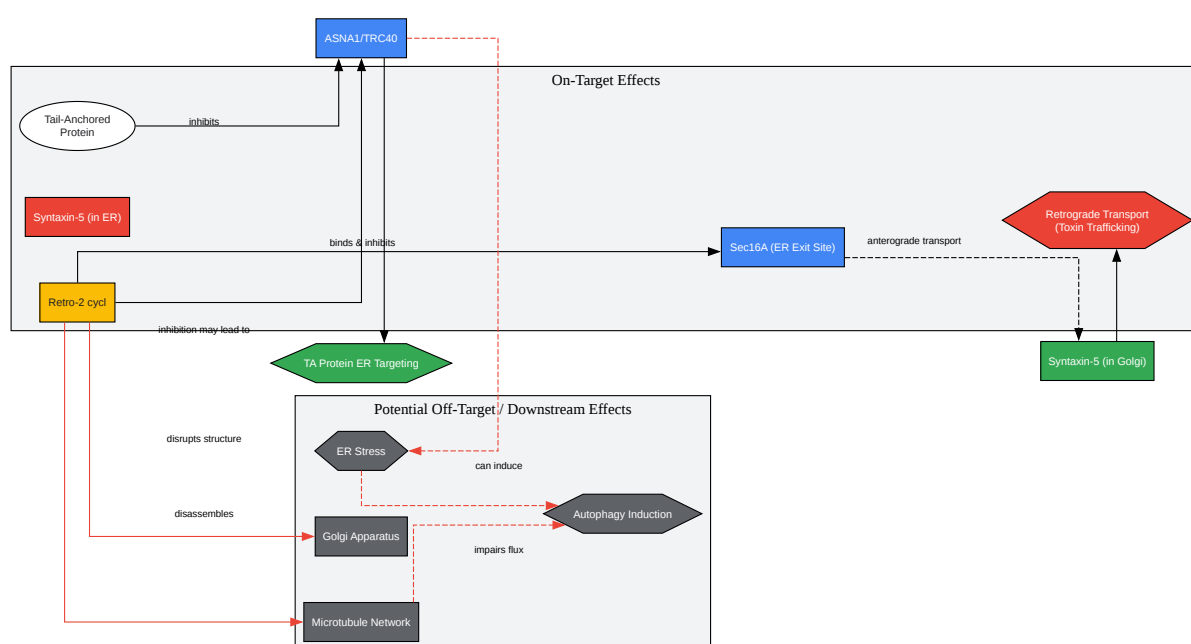 ASNA1/TRC40
On-Target Effects
Tail-Anchored
Protein
inhibits
Syntaxin-5 (in ER)
Retrograde Transport
(Toxin Trafficking)
binds & inhibits
Sec16A (ER Exit Site)
anterograde transport
Retro-2 cycl
inhibition may lead to
TA Protein ER Targeting
Syntaxin-5 (in Golgi)
Potential Off-Target / Downstream Effects
disrupts structure
ER Stress
can induce
disassembles
Autophagy Induction
Golgi Apparatus
impairs flux
Microtubule Network